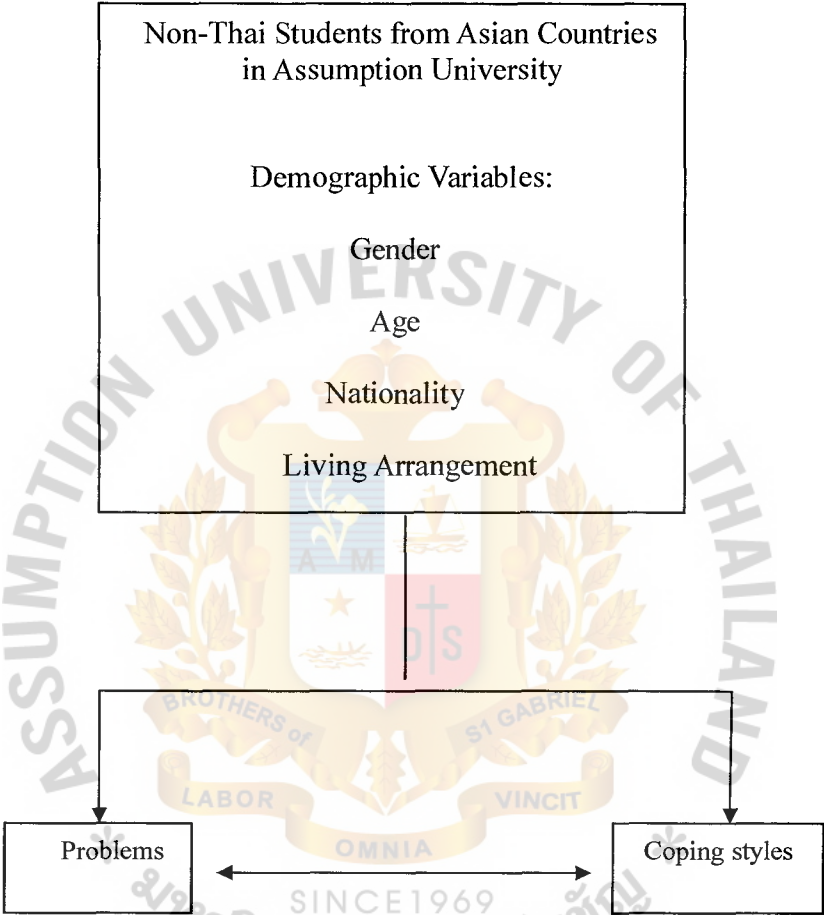 Non-Thai Students from Asian Countries
in Assumption University
Demographic Variables:
Gender
Age
Nationality
Living Arrangement
Problems
Coping styles
ASSUMPTION UNIVERSITY OF THAILAND
A M
D S
BROTHERS of
ST GABRIEL
LABOR
VINCIT
OMNIA
SINCE1969